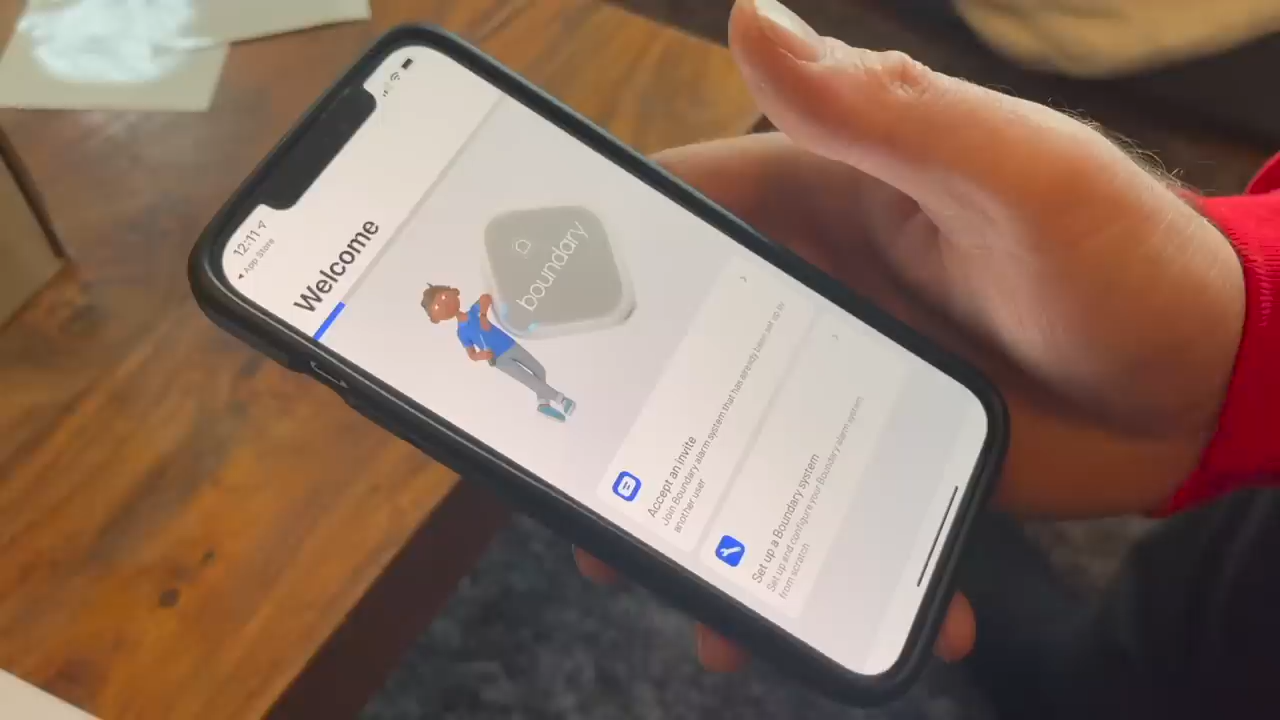 12:11
App Store
Welcome
boundary
Accept an invite
Join Boundary alarm system that has already been set up by
another user
Set up a Boundary system
Set up and configure your Boundary alarm system
from scratch